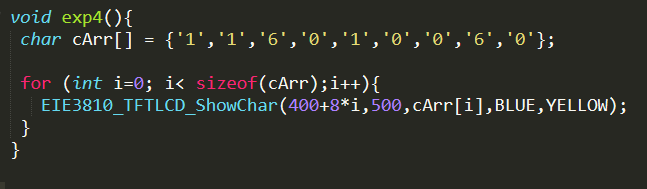 void exp4(){
char cArr[] = {'1','1','6','0','1','0','0','6','0'};
for (int i=0; i< sizeof(cArr);i++){
EIE3810_TFTLCD_ShowChar(400+8*i,500,cArr[i],BLUE,YELLOW);
}
}